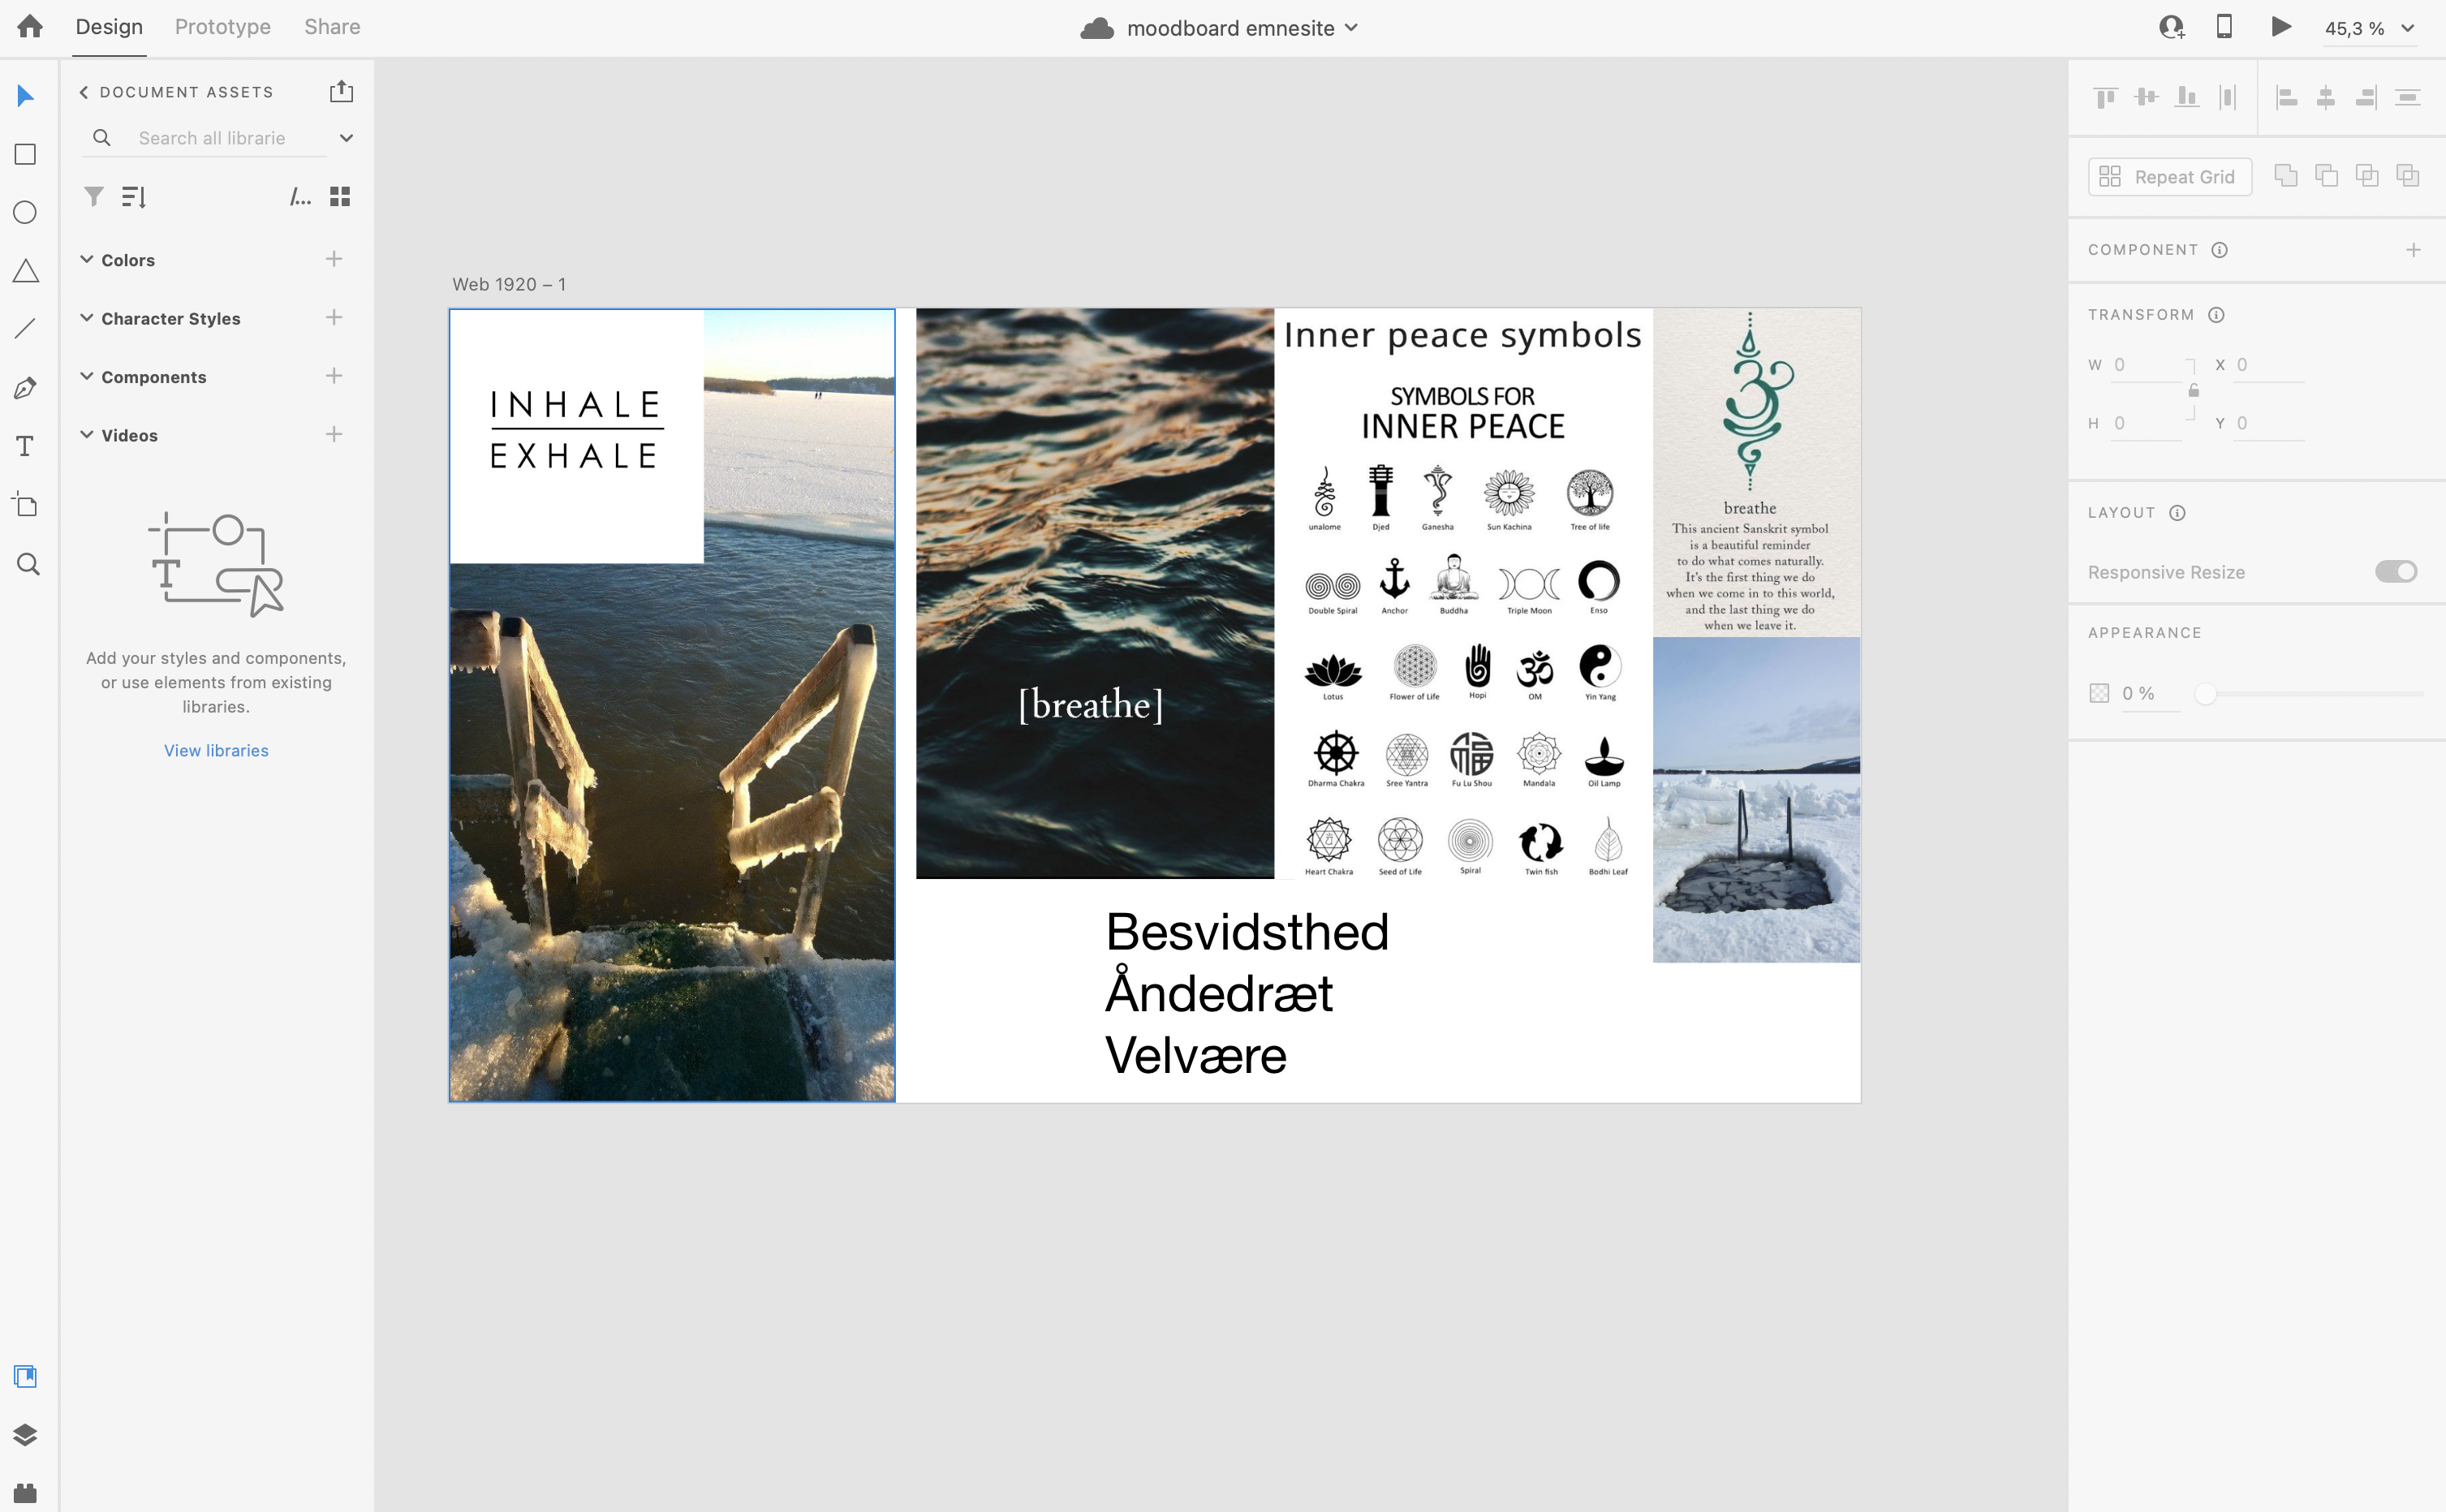 Design Prototype Share
moodboard emnesite
45,3 %
DOCUMENT ASSETS
Search all librarie
/...
Colors
Character Styles
Components
Videos
Add your styles and components,
or use elements from existing
libraries.
View libraries
Web 1920 – 1
INHALE
EXHALE
[breathe]
Inner peace symbols
SYMBOLS FOR
INNER PEACE
unalome Djed Ganesha Sun Kachina Tree of life
Double Spiral Anchor Buddha Triple Moon Enso
Lotus Flower of Life Hopi OM Yin Yang
Dharma Chakra Sree Yantra Fu Lu Shou Mandala Oil Lamp
Heart Chakra Seed of Life Spiral Twin fish Bodhi Leaf
breathe
This ancient Sanskrit symbol
is a beautiful reminder
to do what comes naturally.
It's the first thing we do
when we come in to this world,
and the last thing we do
when we leave it.
Besvidsthed
Åndedræt
Velvære
Repeat Grid
COMPONENT
TRANSFORM
W 0 X 0
H 0 Y 0
LAYOUT
Responsive Resize
APPEARANCE
0 %